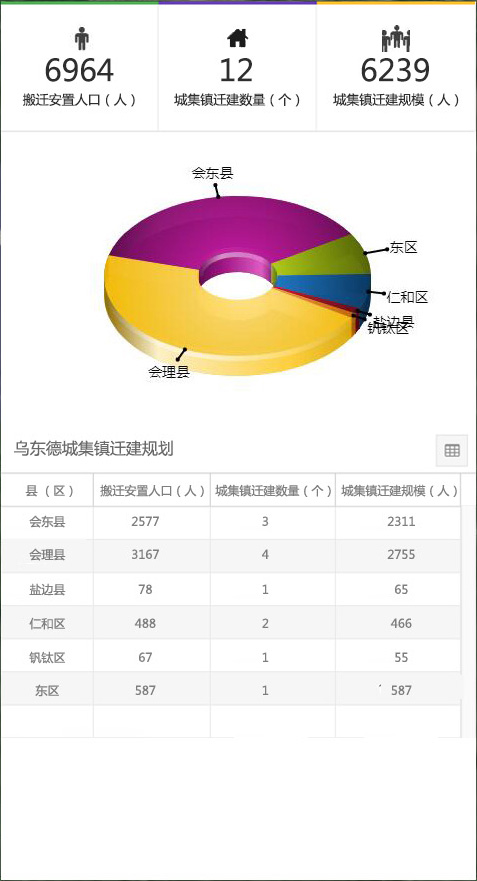 6964
12
6239
搬迁安置人口（人）
城集镇迁建数量（个）
城集镇迁建规模（人）
会东县
东区
仁和区
盐边县
钒钛区
会理县
乌东德城集镇迁建规划
县（区） 搬迁安置人口（人） 城集镇迁建数量（个） 城集镇迁建规模（人）
会东县 2577 3 2311
会理县 3167 4 2755
盐边县 78 1 65
仁和区 488 2 466
钒钛区 67 1 55
东区 587 1 587